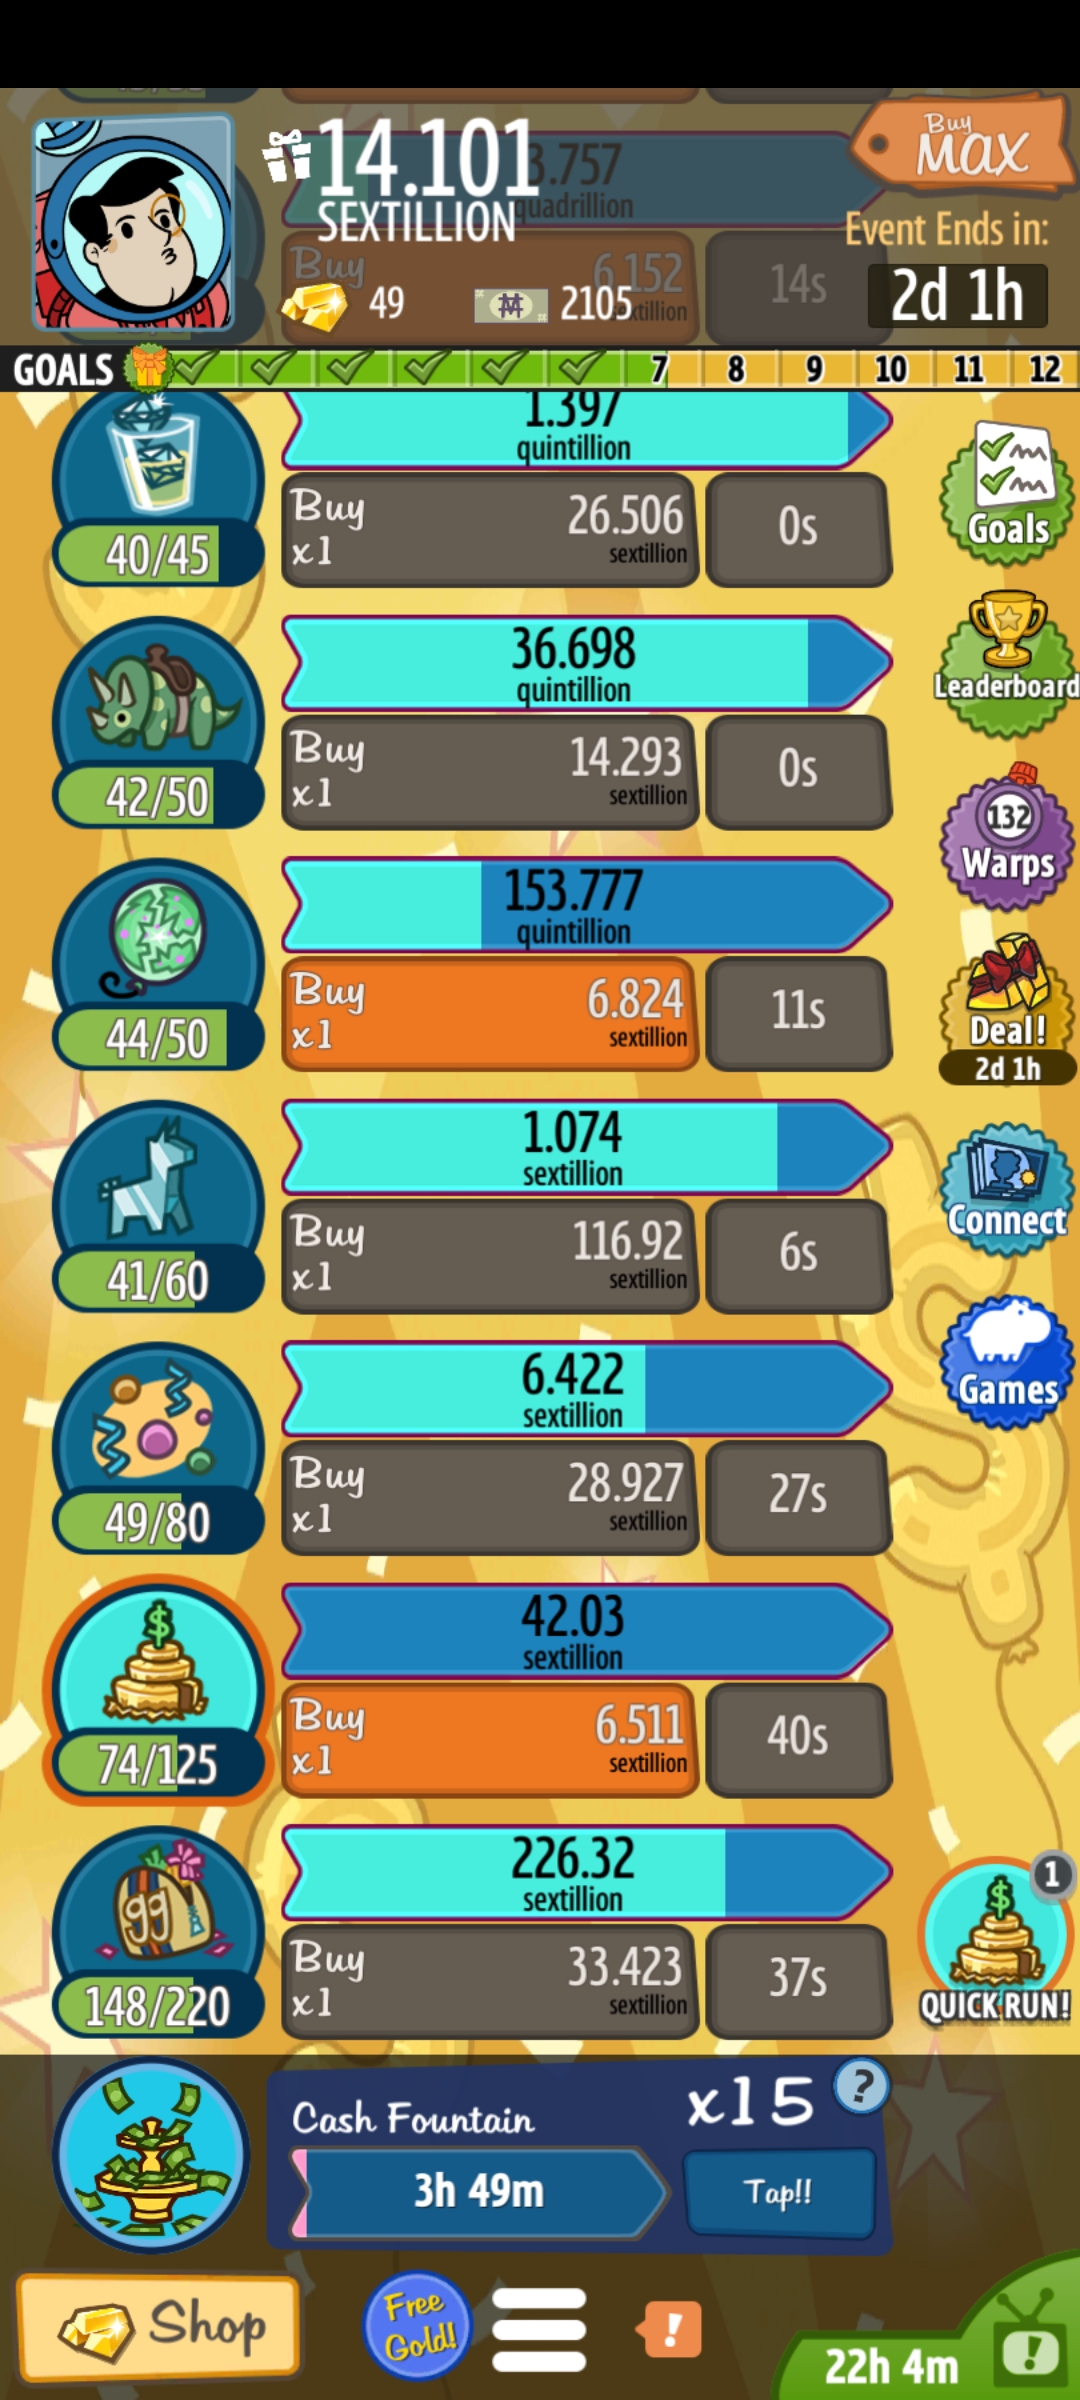 14.101
SEXTILLION
3.757
quadrillion
Buy
MAX
Event Ends in:
2d 1h
Buy
6.152
14s
49
2105
GOALS
7
8
9
10
11
12
1.397
quintillion
40/45
Buy
x1
26.506
sextillion
0s
Goals
36.698
quintillion
42/50
Buy
x1
14.293
sextillion
0s
Leaderboard
153.777
quintillion
44/50
Buy
x1
6.824
sextillion
11s
132
Warps
Deal!
2d 1h
1.074
sextillion
41/60
Buy
x1
116.92
sextillion
6s
Connect
6.422
sextillion
49/80
Buy
x1
28.927
sextillion
27s
Games
$
42.03
sextillion
74/125
Buy
x1
6.511
sextillion
40s
99
226.32
sextillion
148/220
Buy
x1
33.423
sextillion
37s
1
$
QUICK RUN!
Cash Fountain
x15
?
3h 49m
Tap!!
Shop
Free
Gold!
!
22h 4m
!